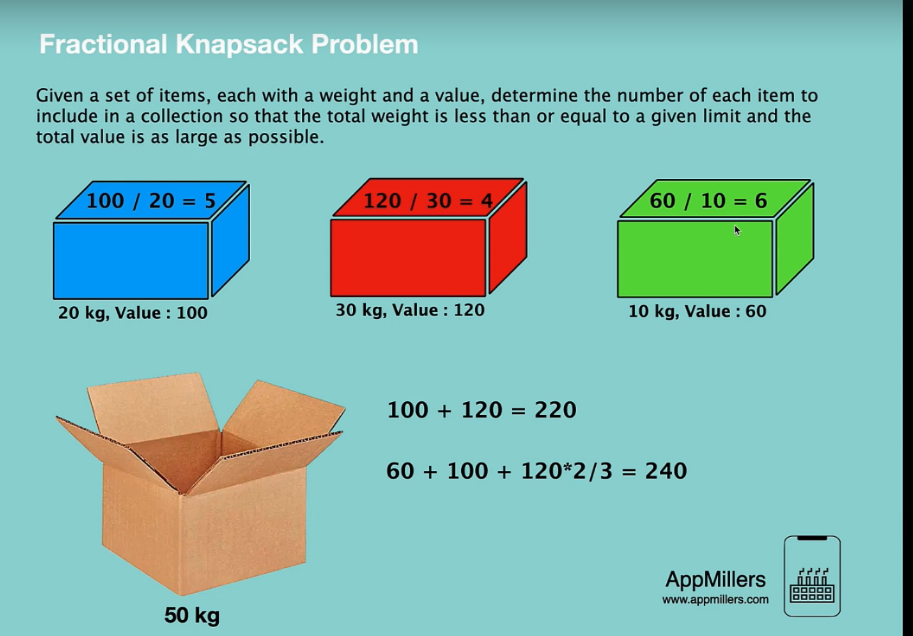 Fractional Knapsack Problem
Given a set of items, each with a weight and a value, determine the number of each item to
include in a collection so that the total weight is less than or equal to a given limit and the
total value is as large as possible.
100 / 20 = 5
120 / 30 = 4
60 / 10 = 6
20 kg, Value : 100
30 kg, Value : 120
10 kg, Value : 60
100 + 120 = 220
60 + 100 + 120*2/3 = 240
50 kg
AppMillers
www.appmillers.com